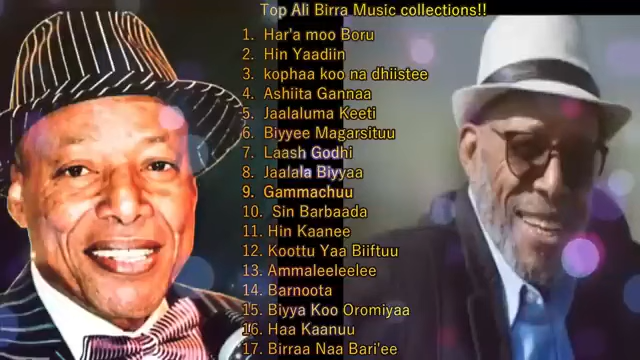 Top Ali Birra Music collections!!
1. Har'a moo Boru
2. Hin Yaadiin
3. kophaa koo na dhiistee
4. Ashiita Gannaa
5. Jaalaluma Keeti
6. Biyyee Magarsituu
7. Laash Godhi
8. Jaalala Biyyaa
9. Gammachuu
10. Sin Barbaada
11. Hin Kaanee
12. Koottu Yaa Biiftuu
13. Ammaleeleelee
14. Barnoota
15. Biyya Koo Oromiyaa
16. Haa Kaanuu
17. Birraa Naa Bari'ee